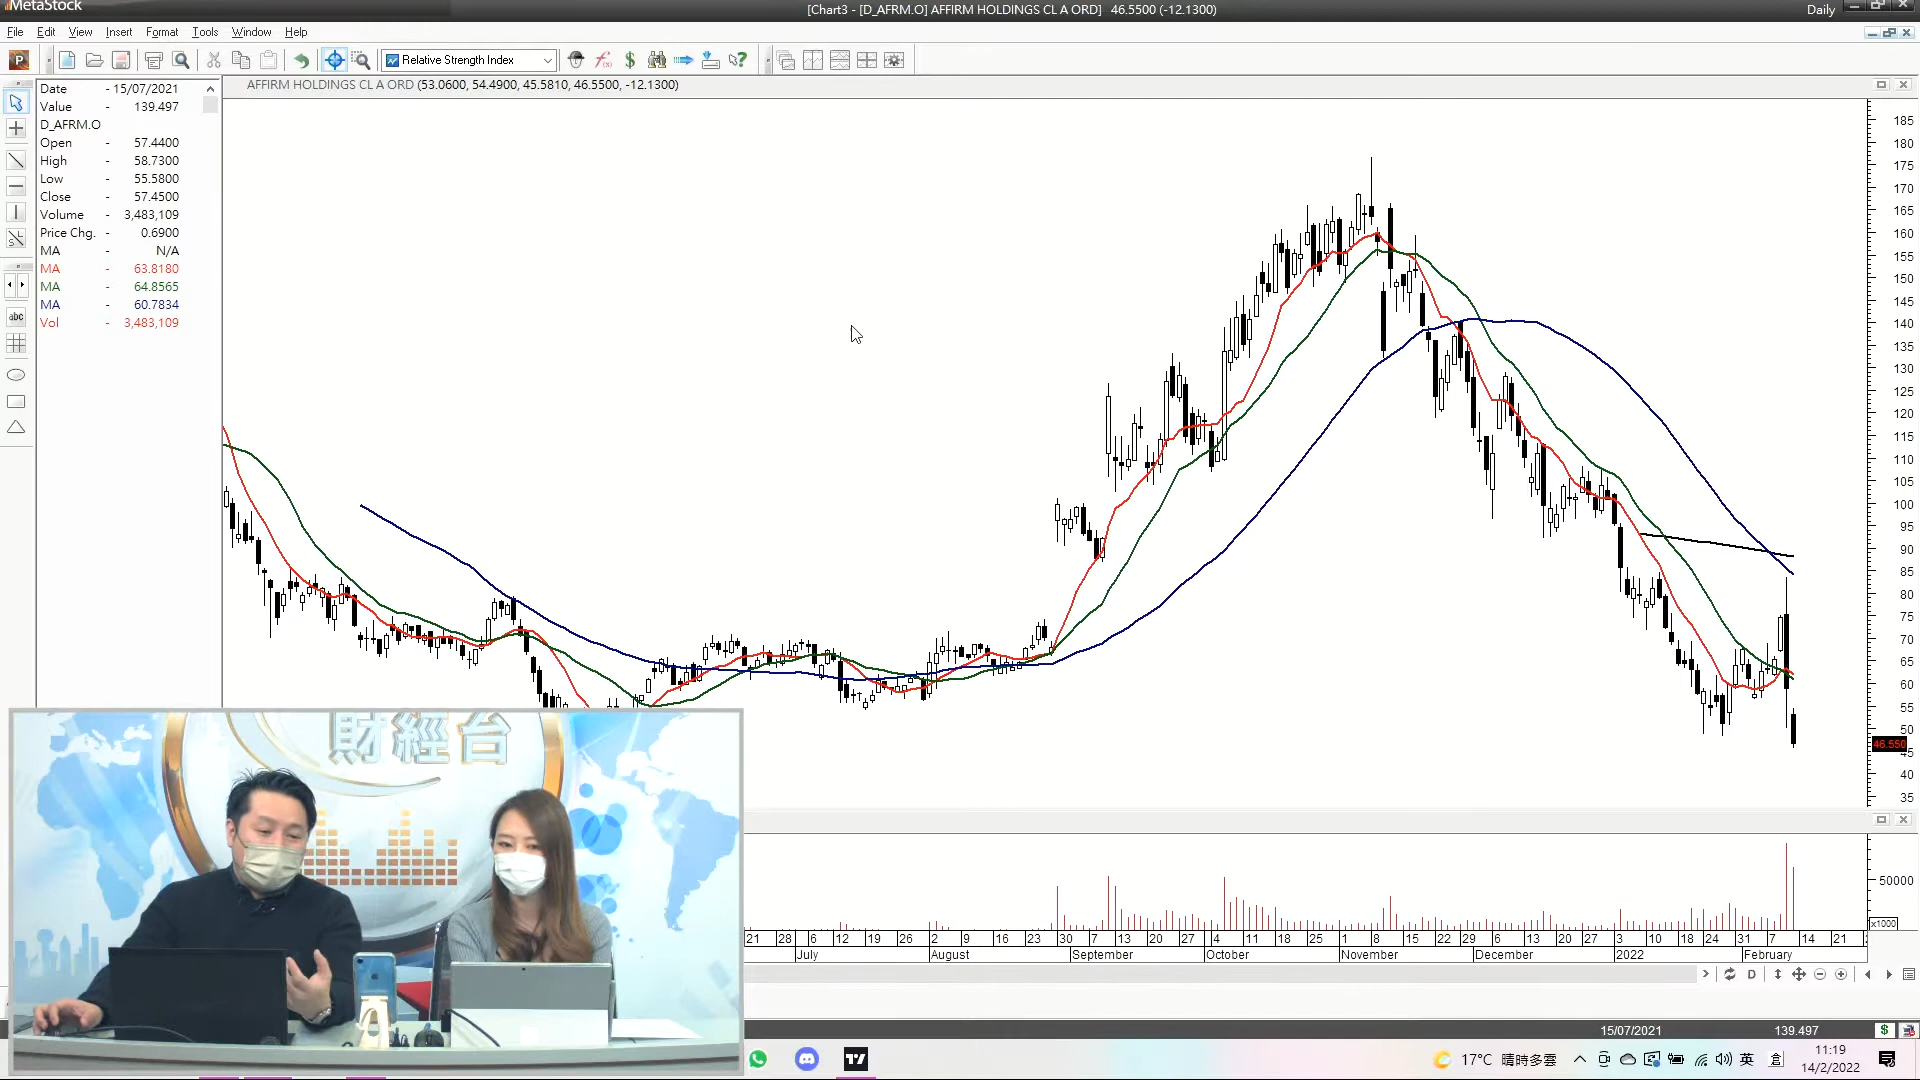 MetaStock
[Chart3 - [D_AFRM.O] AFFIRM HOLDINGS CL A ORD] 46.5500 (-12.1300)
Daily
File Edit View Insert Format Tools Window Help
P
Relative Strength Index
AFFIRM HOLDINGS CL A ORD (53.0600, 54.4900, 45.5810, 46.5500, -12.1300)
Date - 15/07/2021
Value 139.497
D_AFRM.O
Open - 57.4400
High - 58.7300
Low - 55.5800
Close - 57.4500
Volume - 3,483,109
Price Chg. - 0.6900
MA - N/A
MA - 63.8180
MA - 64.8565
MA - 60.7834
Vol - 3,483,109
abc
185
180
175
170
165
160
155
150
145
140
135
130
125
120
115
110
105
100
95
90
85
80
75
70
65
60
55
50
46.550
45
40
35
財經台
50000
x1000
21 28 6 12 19 26 2 9 16 23 30 7 13 20 27 4 11 18 25 1 8 15 22 29 6 13 20 27 3 10 18 24 31 7 14 21
July August September October November December 2022 February
D
15/07/2021 139.497 $
17°C 晴時多雲
英
11:19
14/2/2022